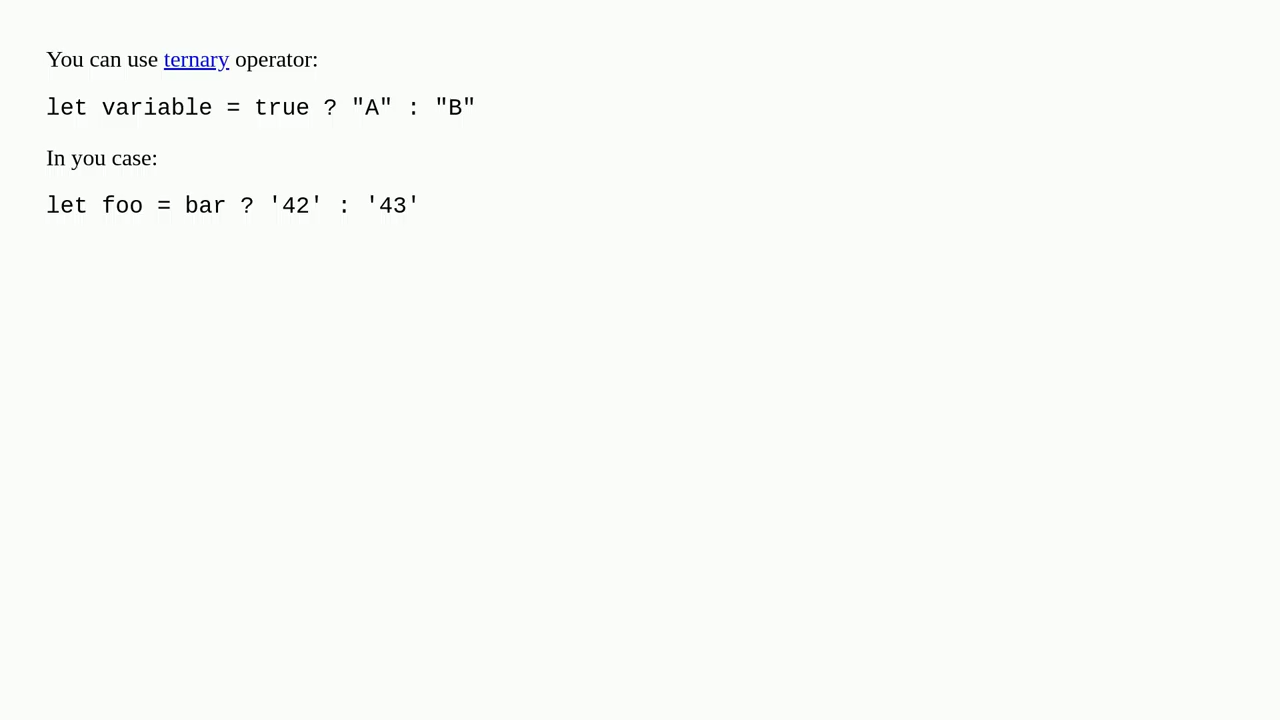 You can use ternary operator:
let variable = true ? "A" : "B"
In you case:
let foo = bar ? '42' : '43'